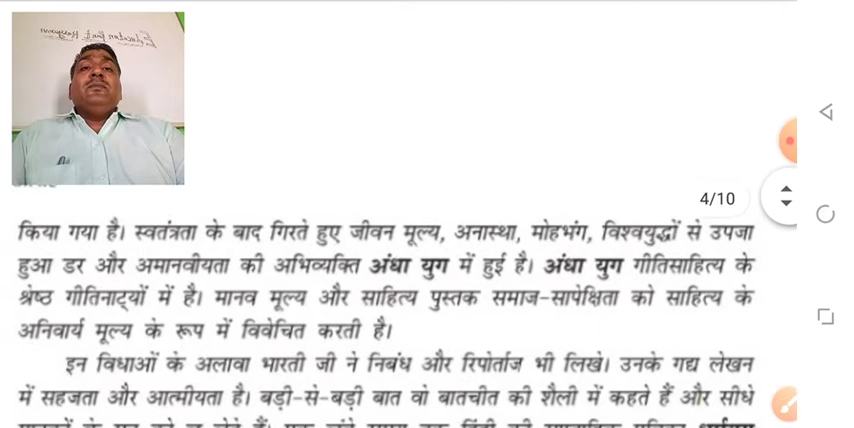 4/10
किया गया है। स्वतंत्रता के बाद गिरते हुए जीवन मूल्य, अनास्था, मोहभंग, विश्वयुद्धों से उपजा
हुआ डर और अमानवीयता की अभिव्यक्ति अंधा युग में हुई है। अंधा युग गीतिसाहित्य के
श्रेष्ठ गीतिनाट्यों में है। मानव मूल्य और साहित्य पुस्तक समाज-सापेक्षिता को साहित्य के
अनिवार्य मूल्य के रूप में विवेचित करती है।
इन विधाओं के अलावा भारती जी ने निबंध और रिपोर्ताज भी लिखे। उनके गद्य लेखन
में सहजता और आत्मीयता है। बड़ी-से-बड़ी बात वो बातचीत की शैली में कहते हैं और सीधे